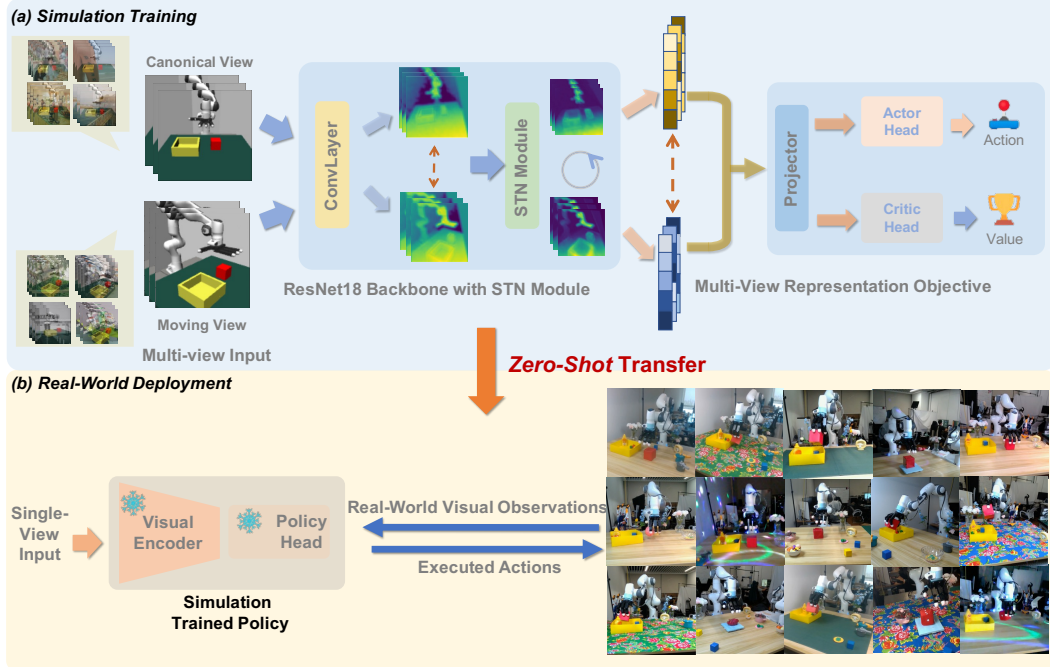 (a) Simulation Training
Canonical View
Moving View
Multi-view Input
ConvLayer
STN Module
ResNet18 Backbone with STN Module
Projector
Actor
Head
Action
Critic
Head
Value
Multi-View Representation Objective
Zero-Shot Transfer
(b) Real-World Deployment
Single-
View
Input
Visual
Encoder
Policy
Head
Simulation
Trained Policy
Real-World Visual Observations
Executed Actions